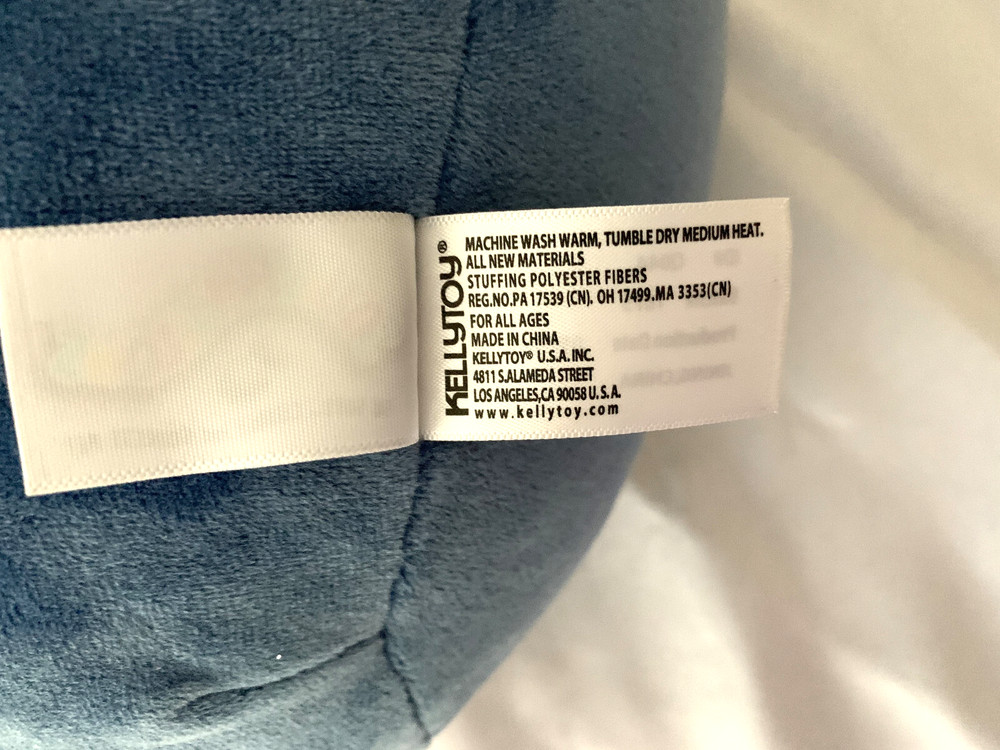 KELLYTOY®
MACHINE WASH WARM, TUMBLE DRY MEDIUM HEAT.
ALL NEW MATERIALS
STUFFING POLYESTER FIBERS
REG.NO.PA 17539 (CN). OH 17499.MA 3353(CN)
FOR ALL AGES
MADE IN CHINA
KELLYTOY® U.S.A. INC.
4811 S.ALAMEDA STREET
LOS ANGELES,CA 90058 U. S. A.
www.kellytoy.com